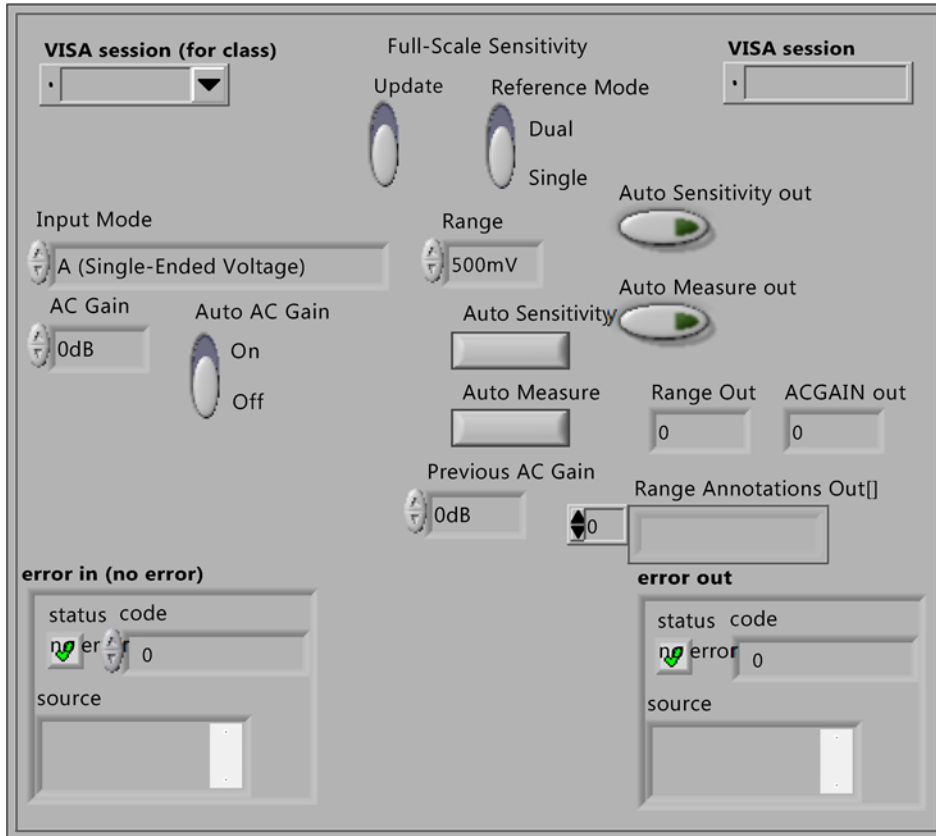 VISA session (for class)
Full-Scale Sensitivity
VISA session
Update
Reference Mode
Dual
Single
Auto Sensitivity out
Input Mode
A (Single-Ended Voltage)
Range
500mV
Auto Measure out
AC Gain
0dB
Auto AC Gain
On
Off
Auto Sensitivity
Auto Measure
Range Out
0
ACGAIN out
0
Previous AC Gain
0dB
Range Annotations Out[]
0
error in (no error)
status code
no error
0
source
error out
status code
no error
0
source